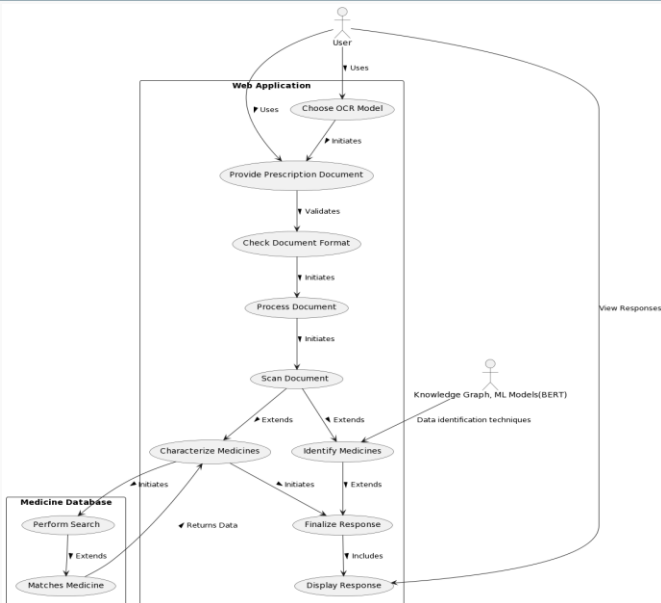 User
Uses
Web Application
Uses
Choose OCR Model
Initiates
Provide Prescription Document
Validates
Check Document Format
Initiates
Process Document
View Responses
Initiates
Scan Document
Knowledge Graph, ML Models(BERT)
Extends
Extends
Data identification techniques
Characterize Medicines
Identify Medicines
Initiates
Initiates
Extends
Medicine Database
Perform Search
Returns Data
Finalize Response
Extends
Includes
Matches Medicine
Display Response